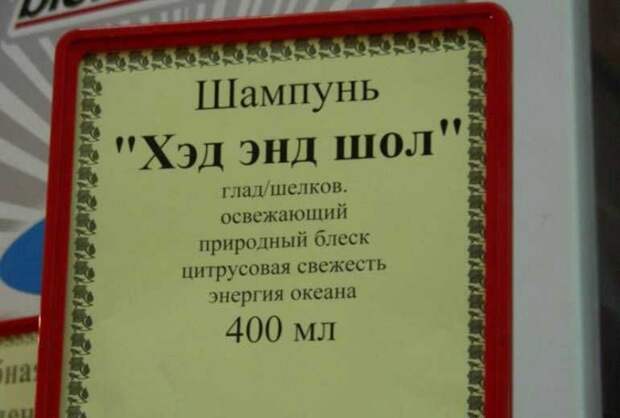 Шампунь
"Хэд энд шол"
глад/шелков.
освежающий
природный блеск
цитрусовая свежесть
энергия океана
400 мл